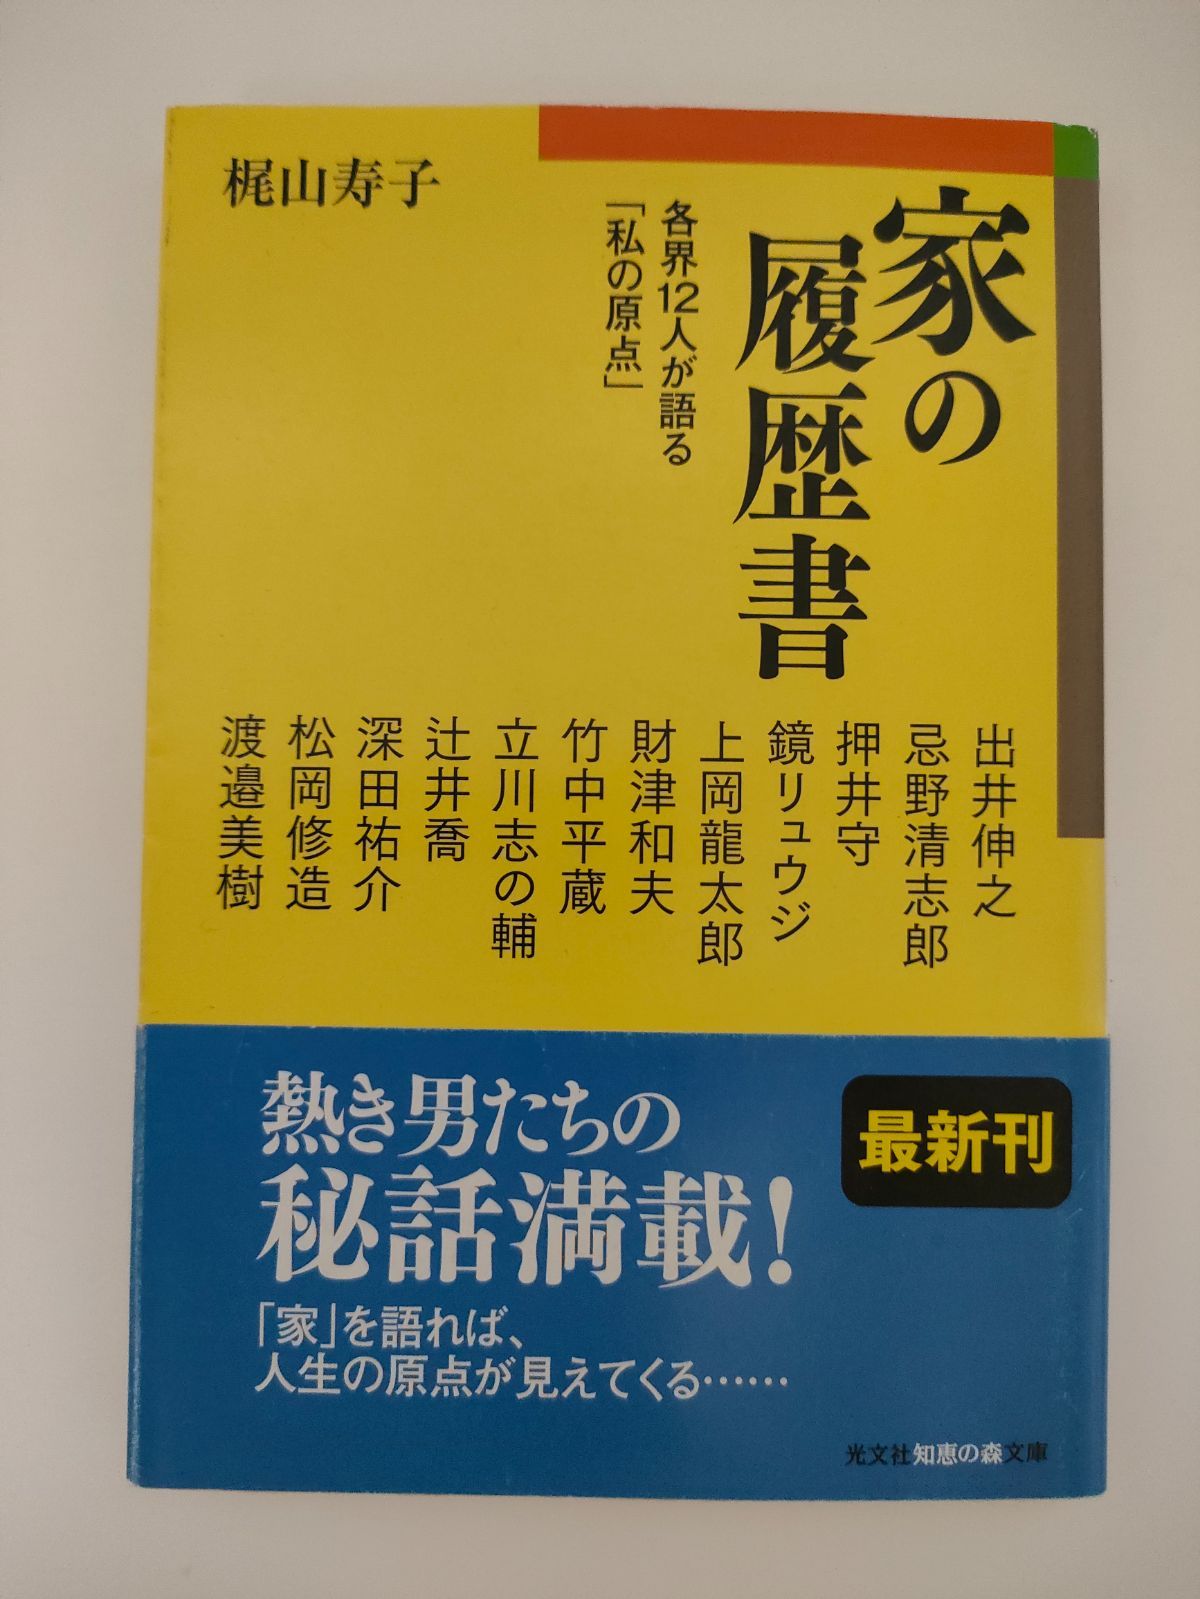 梶山寿子
家の
履歴書
各界12人が語る
「私の原点」
出井伸之
忌野清志郎
押井守
鏡リュウジ
上岡龍太郎
財津和夫
竹中平蔵
立川志の輔
辻井喬
深田祐介
松岡修造
渡邉美樹
最新刊
熱き男たちの
秘話満載!
「家」を語れば、
人生の原点が見えてくる……
光文社知恵の森文庫